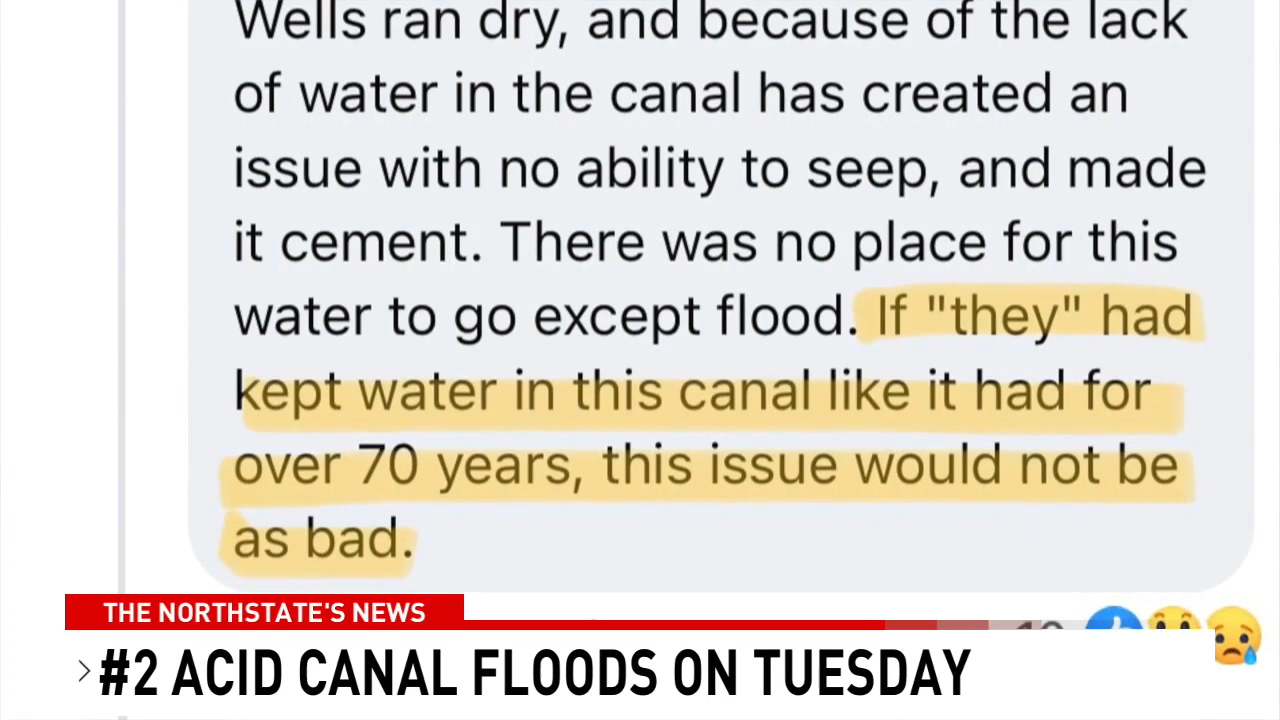 Wells ran dry, and because of the lack
of water in the canal has created an
issue with no ability to seep, and made
it cement. There was no place for this
water to go except flood. If "they" had
kept water in this canal like it had for
over 70 years, this issue would not be
as bad.
THE NORTHSTATE'S NEWS
#2 ACID CANAL FLOODS ON TUESDAY